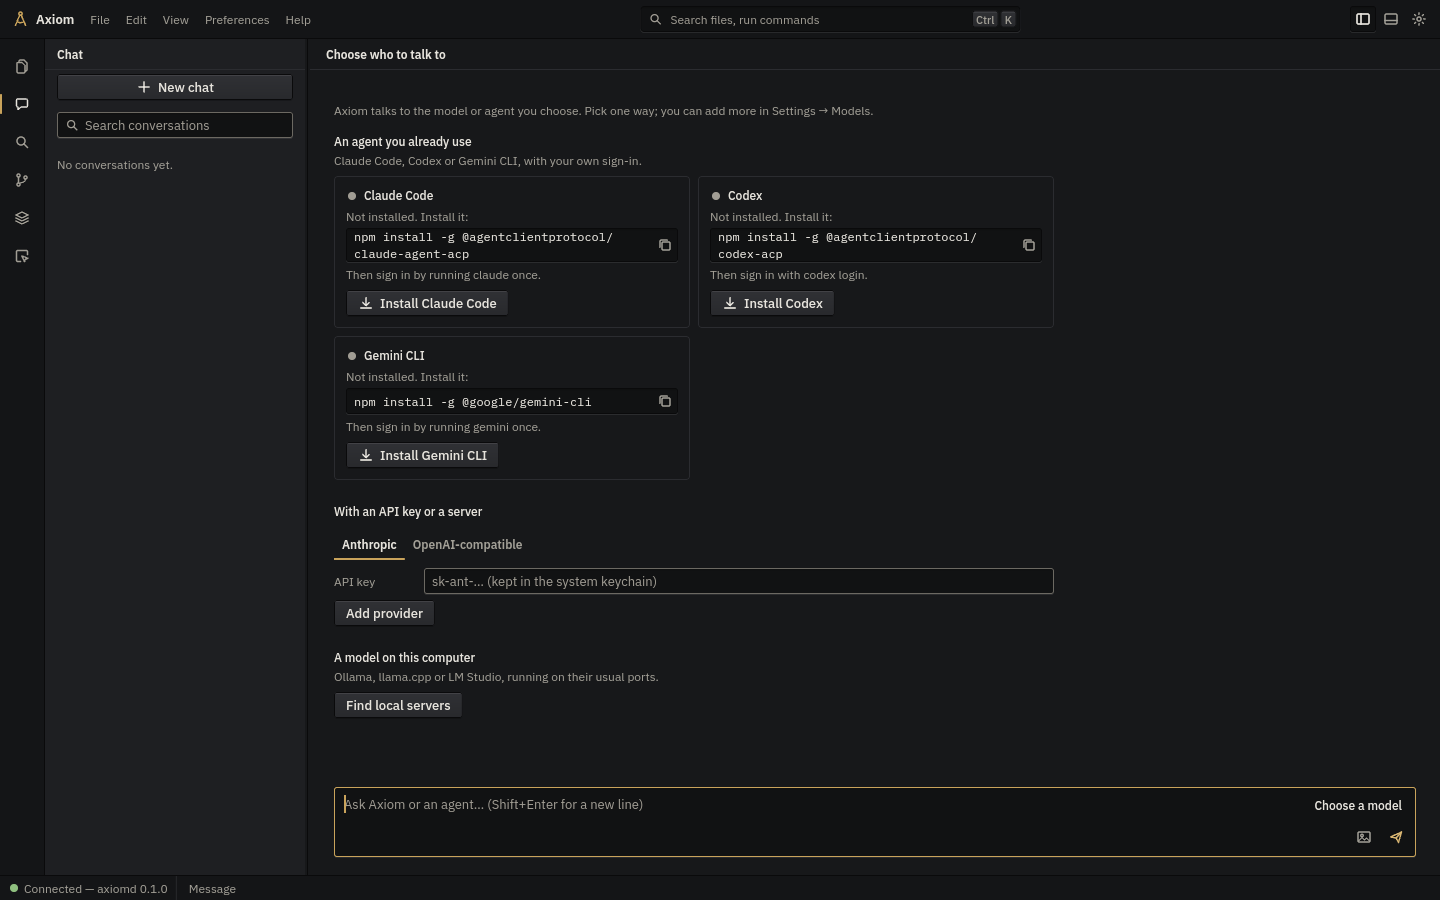 Axiom File Edit View Preferences Help
Search files, run commands Ctrl K
Chat
New chat
Search conversations
No conversations yet.
Choose who to talk to
Axiom talks to the model or agent you choose. Pick one way; you can add more in Settings → Models.
An agent you already use
Claude Code, Codex or Gemini CLI, with your own sign-in.
Claude Code
Not installed. Install it:
npm install -g @agentclientprotocol/
claude-agent-acp
Then sign in by running claude once.
Install Claude Code
Codex
Not installed. Install it:
npm install -g @agentclientprotocol/
codex-acp
Then sign in with codex login.
Install Codex
Gemini CLI
Not installed. Install it:
npm install -g @google/gemini-cli
Then sign in by running gemini once.
Install Gemini CLI
With an API key or a server
Anthropic OpenAI-compatible
API key sk-ant-... (kept in the system keychain)
Add provider
A model on this computer
Ollama, llama.cpp or LM Studio, running on their usual ports.
Find local servers
Ask Axiom or an agent... (Shift+Enter for a new line)
Choose a model
Connected — axiomd 0.1.0 Message